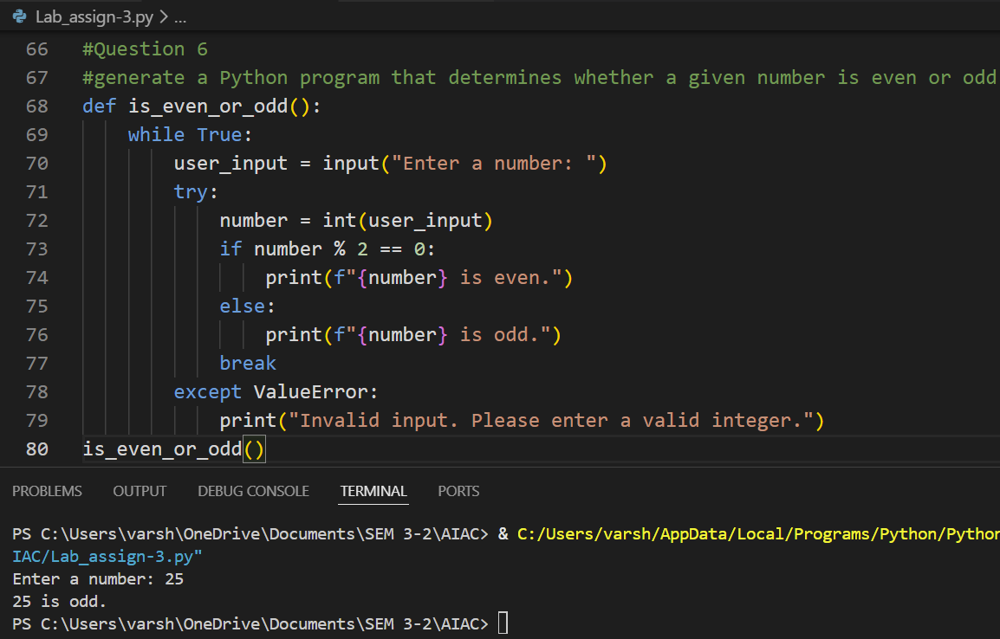 Lab_assign-3.py > ...
66 #Question 6
67 #generate a Python program that determines whether a given number is even or odd
68 def is_even_or_odd():
69     while True:
70         user_input = input("Enter a number: ")
71         try:
72             number = int(user_input)
73             if number % 2 == 0:
74                 print(f"{number} is even.")
75             else:
76                 print(f"{number} is odd.")
77             break
78         except ValueError:
79             print("Invalid input. Please enter a valid integer.")
80 is_even_or_odd()
PROBLEMS OUTPUT DEBUG CONSOLE TERMINAL PORTS
PS C:\Users\varsh\OneDrive\Documents\SEM 3-2\AIAC> & C:/Users/varsh/AppData/Local/Programs/Python/Python
IAC/Lab_assign-3.py"
Enter a number: 25
25 is odd.
PS C:\Users\varsh\OneDrive\Documents\SEM 3-2\AIAC>